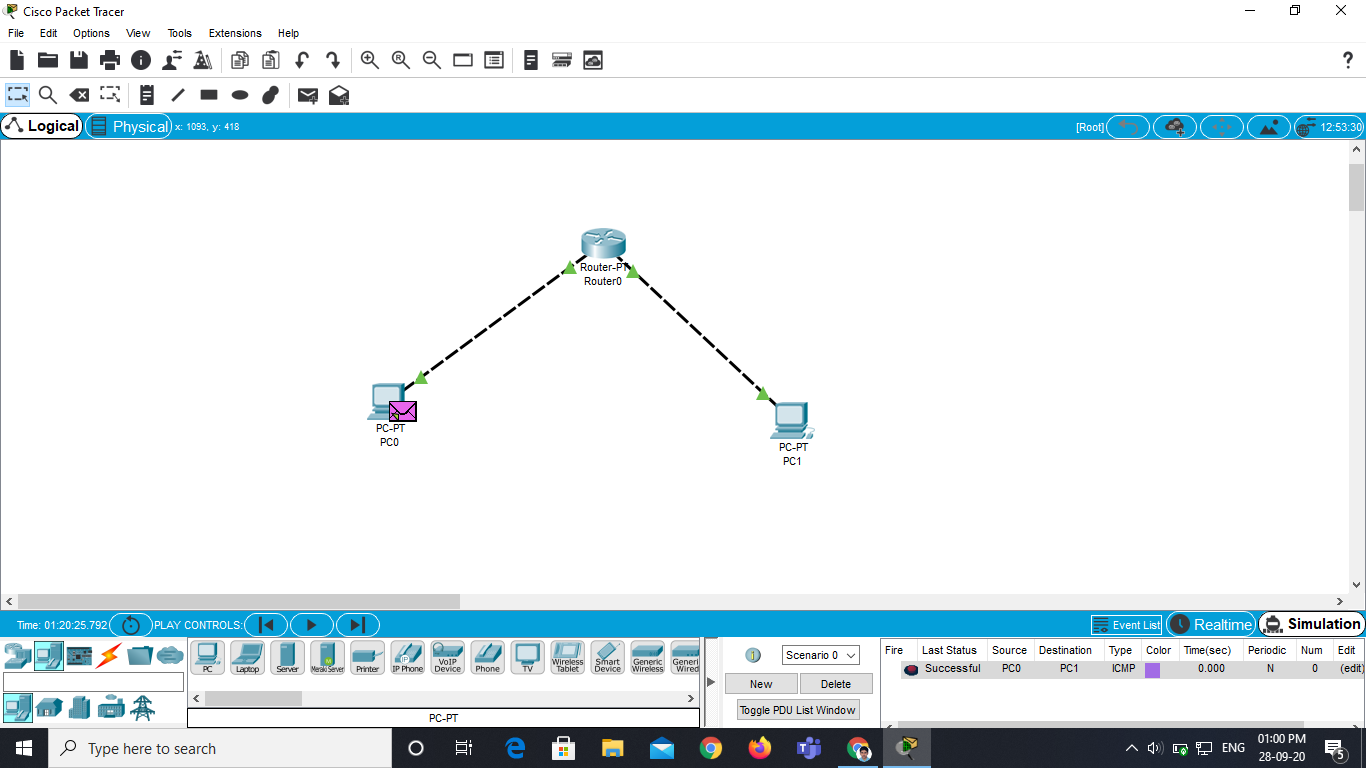 Cisco Packet Tracer
File Edit Options View Tools Extensions Help
?
Logical Physical x: 1093, y: 418 [Root] 12:53:30
Router-PT
Router0
PC-PT
PC0
PC-PT
PC1
Time: 01:20:25.792 PLAY CONTROLS: Event List Realtime Simulation
PC Laptop Server Meraki Server Printer IP Phone VoIP Device Phone TV Wireless Tablet Smart Device Generic Wireless Generi Wired
PC-PT
Scenario 0
New Delete
Toggle PDU List Window
Fire Last Status Source Destination Type Color Time(sec) Periodic Num Edit
Successful PC0 PC1 ICMP 0.000 N 0 (edit)
Type here to search
ENG
01:00 PM
28-09-20
5